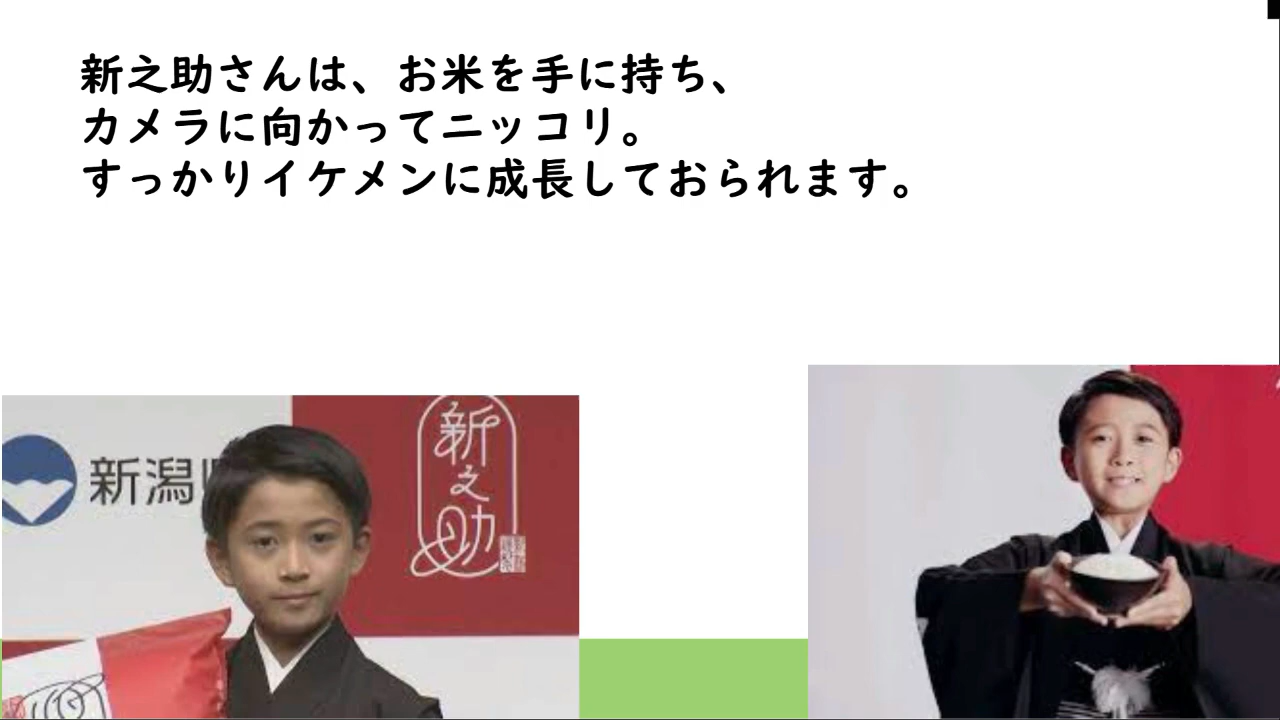 新之助さんは、お米を手に持ち、
カメラに向かってニッコリ。
すっかりイケメンに成長しておられます。
新潟
新之助